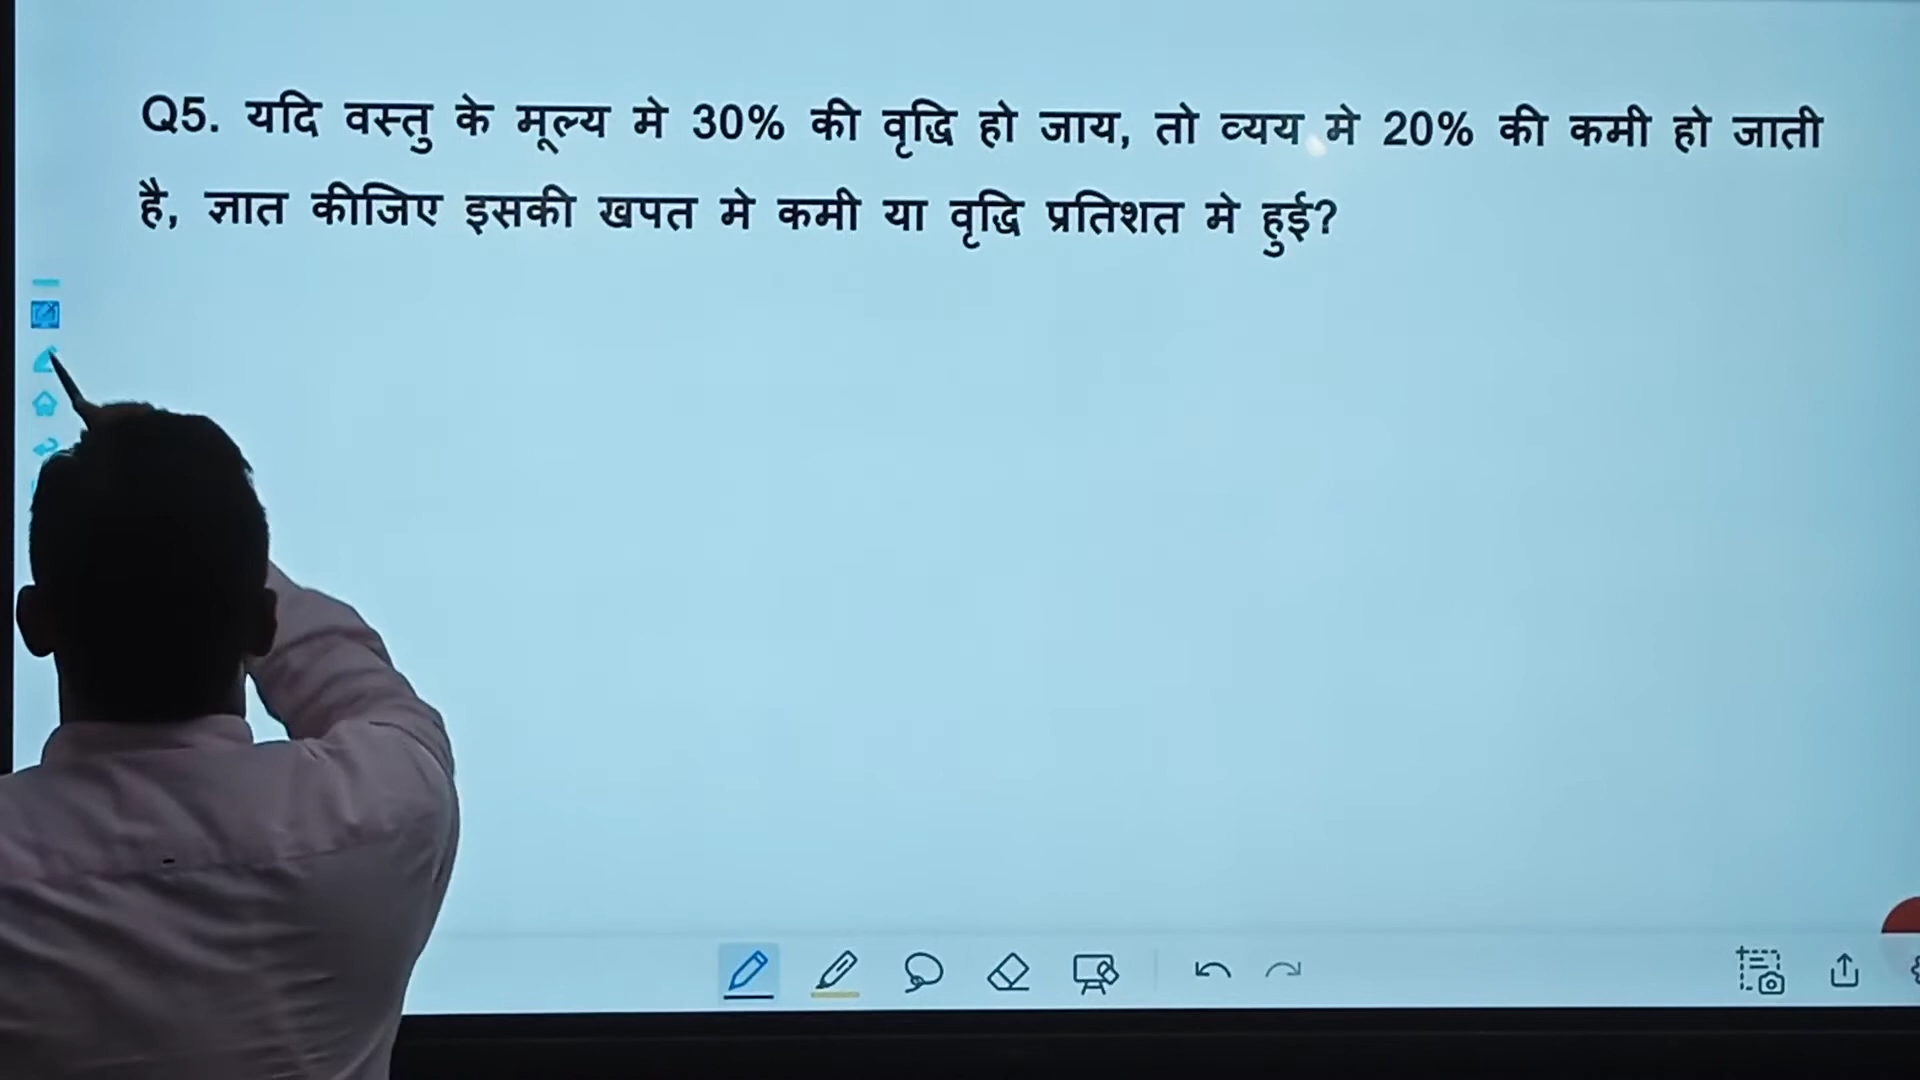 Q5. यदि वस्तु के मूल्य मे 30% की वृद्धि हो जाय, तो व्यय मे 20% की कमी हो जाती
है, ज्ञात कीजिए इसकी खपत मे कमी या वृद्धि प्रतिशत मे हुई?